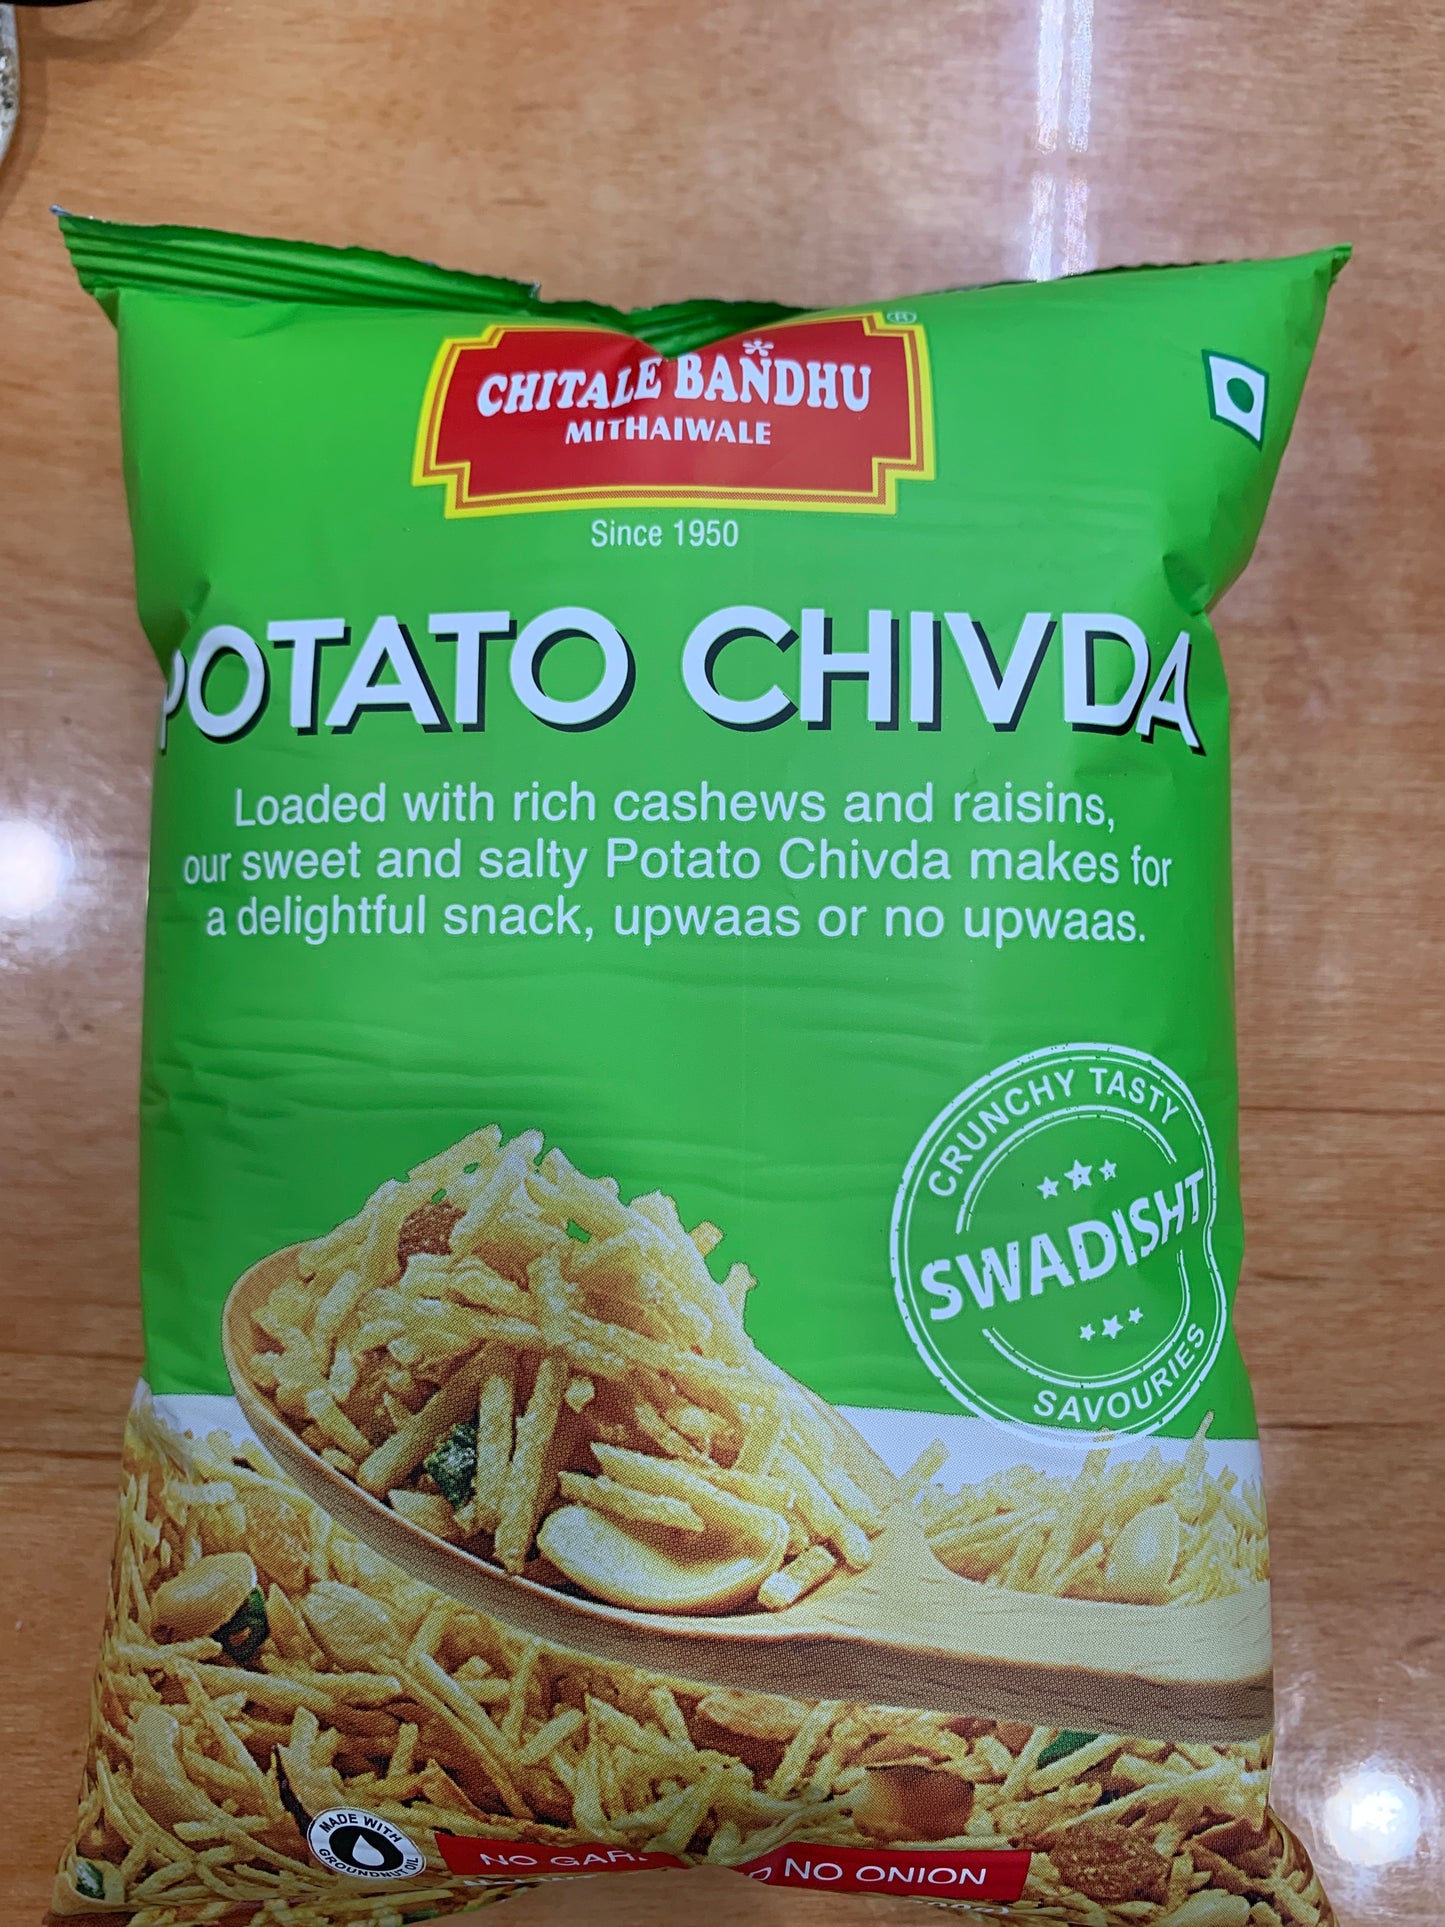 CHITALE BANDHU
MITHAIWALE
®
Since 1950
POTATO CHIVDA
Loaded with rich cashews and raisins,
our sweet and salty Potato Chivda makes for
a delightful snack, upwaas or no upwaas.
CRUNCHY TASTY
SWADISHT
SAVOURIES
MADE WITH
GROUNDNUT OIL
NO
NO ONION